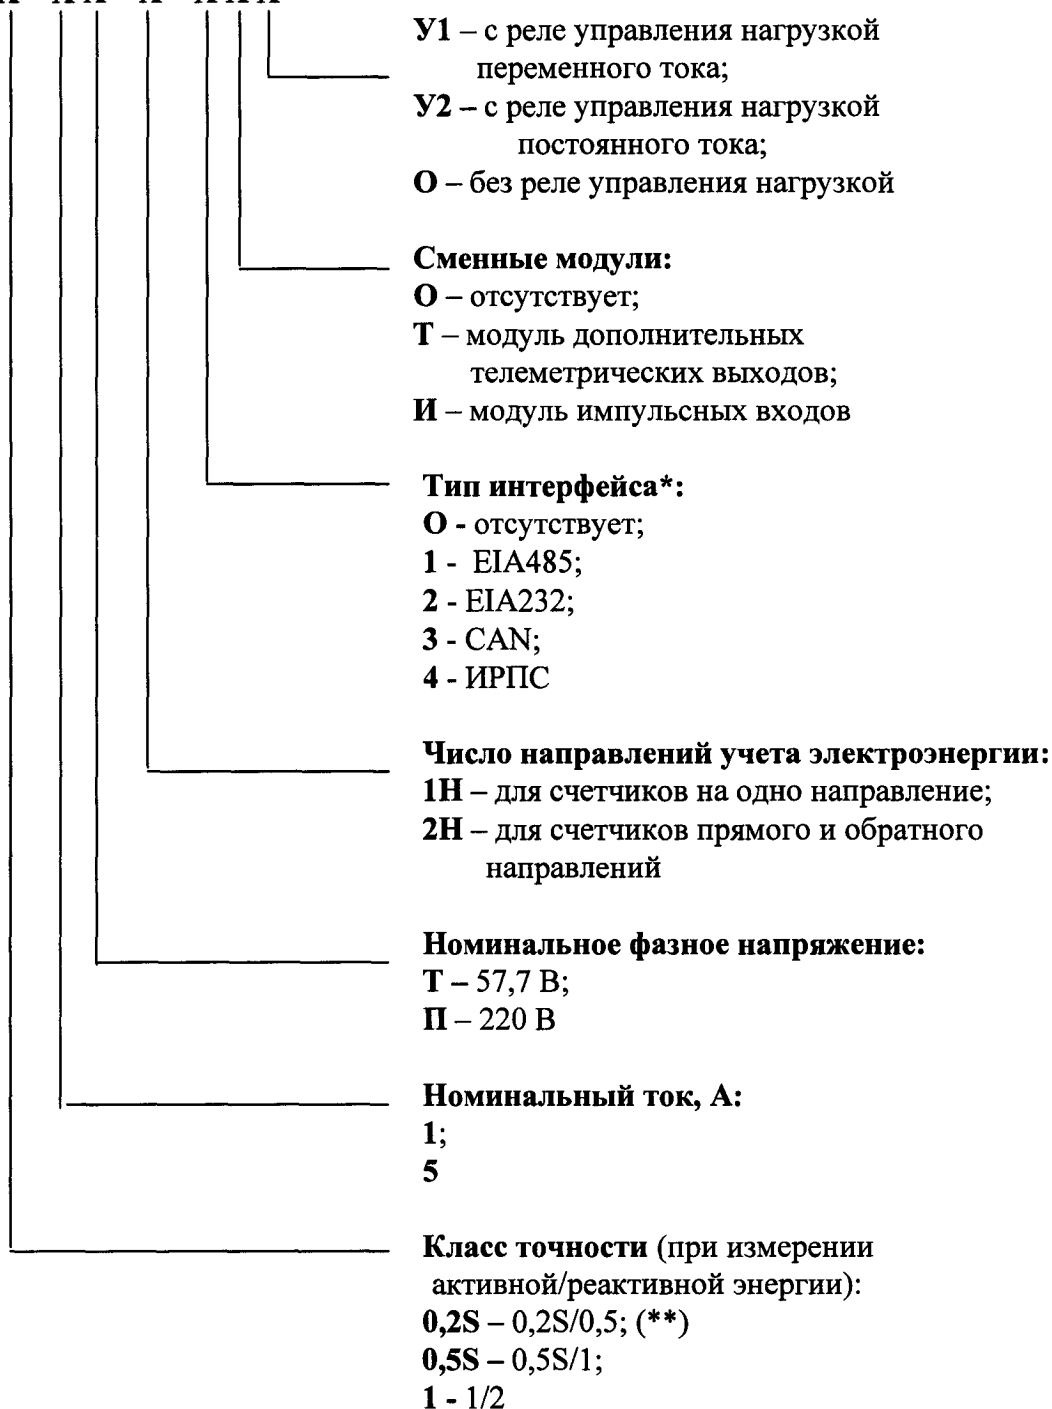 У1 – с реле управления нагрузкой
переменного тока;
У2 – с реле управления нагрузкой
постоянного тока;
О – без реле управления нагрузкой
Сменные модули:
О – отсутствует;
Т – модуль дополнительных
телеметрических выходов;
И – модуль импульсных входов
Тип интерфейса*:
О - отсутствует;
1 - EIA485;
2 - EIA232;
3 - CAN;
4 - ИРПС
Число направлений учета электроэнергии:
1Н – для счетчиков на одно направление;
2Н – для счетчиков прямого и обратного
направлений
Номинальное фазное напряжение:
Т – 57,7 В;
П – 220 В
Номинальный ток, А:
1;
5
Класс точности (при измерении
активной/реактивной энергии):
0,2S – 0,2S/0,5; (**)
0,5S – 0,5S/1;
1 - 1/2